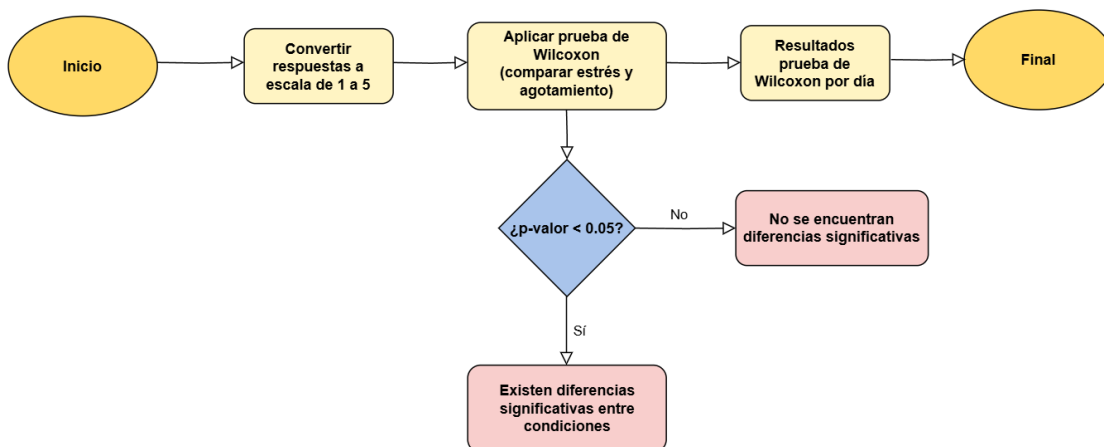 Inicio
Convertir
respuestas a
escala de 1 a 5
Aplicar prueba de
Wilcoxon
(comparar estrés y
agotamiento)
Resultados
prueba de
Wilcoxon por día
Final
¿p-valor < 0.05?
No
No se encuentran
diferencias significativas
Sí
Existen diferencias
significativas entre
condiciones